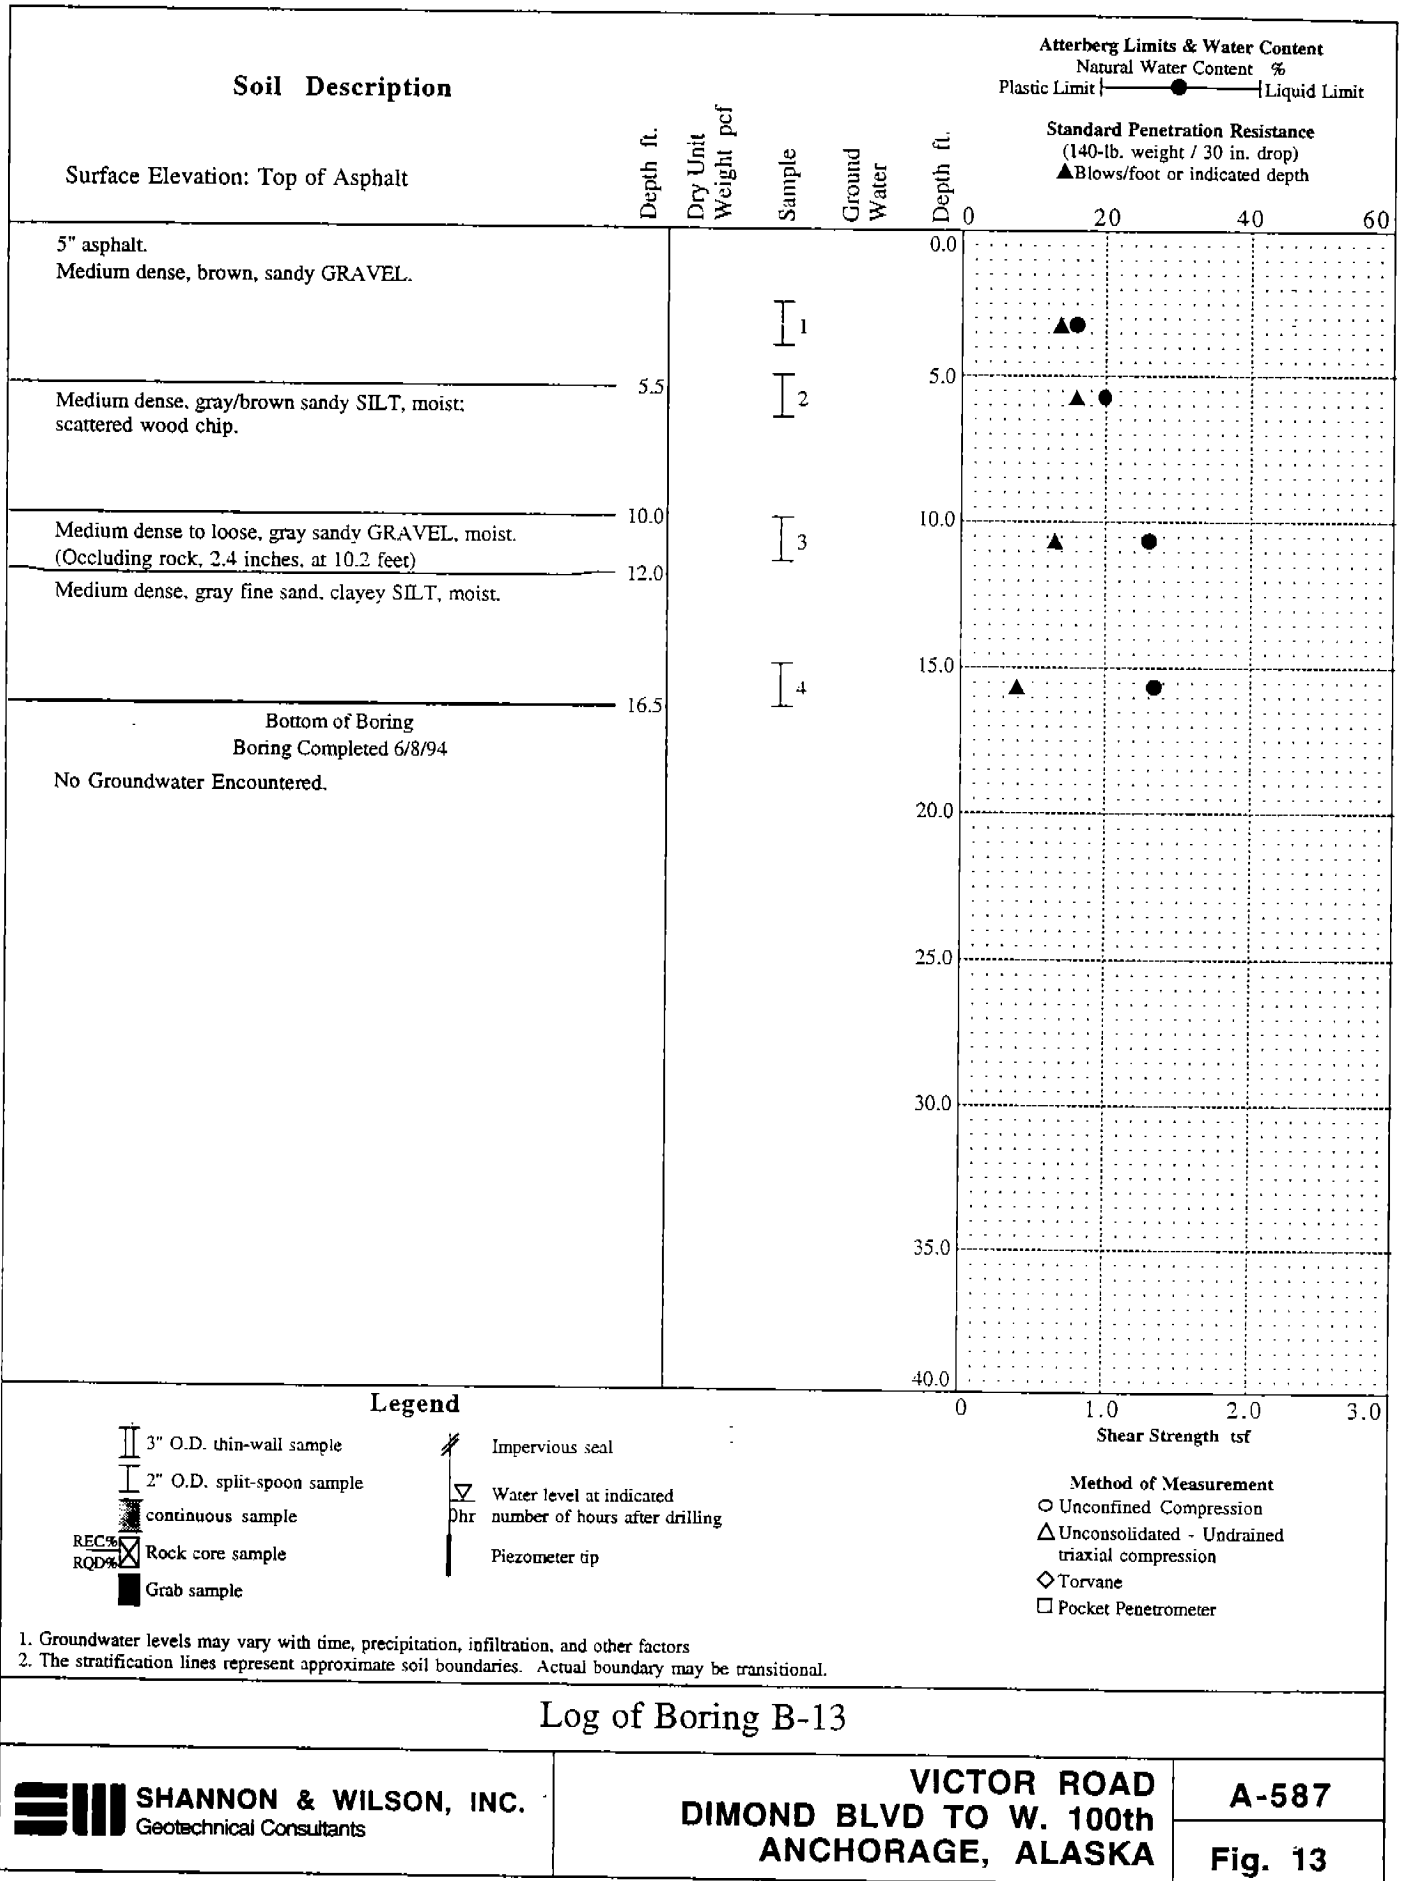 Soil Description
Surface Elevation: Top of Asphalt
Depth ft.
Dry Unit
Weight pcf
Sample
Ground
Water
Depth ft.
Atterberg Limits & Water Content
Natural Water Content %
Plastic Limit Liquid Limit
Standard Penetration Resistance
(140-lb. weight / 30 in. drop)
▲Blows/foot or indicated depth
0 20 40 60
5" asphalt.
Medium dense, brown, sandy GRAVEL.
0.0
1
5.0
5.5
Medium dense, gray/brown sandy SILT, moist;
scattered wood chip.
2
10.0
10.0
Medium dense to loose, gray sandy GRAVEL, moist.
(Occluding rock, 2.4 inches, at 10.2 feet)
3
12.0
Medium dense, gray fine sand, clayey SILT, moist.
15.0
4
16.5
Bottom of Boring
Boring Completed 6/8/94
No Groundwater Encountered.
20.0
25.0
30.0
35.0
40.0
0 1.0 2.0 3.0
Shear Strength tsf
Legend
3" O.D. thin-wall sample
2" O.D. split-spoon sample
continuous sample
REC%
RQD%
Rock core sample
Grab sample
Impervious seal
Water level at indicated
0hr number of hours after drilling
Piezometer tip
Method of Measurement
Unconfined Compression
Unconsolidated - Undrained
triaxial compression
Torvane
Pocket Penetrometer
1. Groundwater levels may vary with time, precipitation, infiltration, and other factors
2. The stratification lines represent approximate soil boundaries. Actual boundary may be transitional.
Log of Boring B-13
SHANNON & WILSON, INC.
Geotechnical Consultants
VICTOR ROAD
DIMOND BLVD TO W. 100th
ANCHORAGE, ALASKA
A-587
Fig. 13